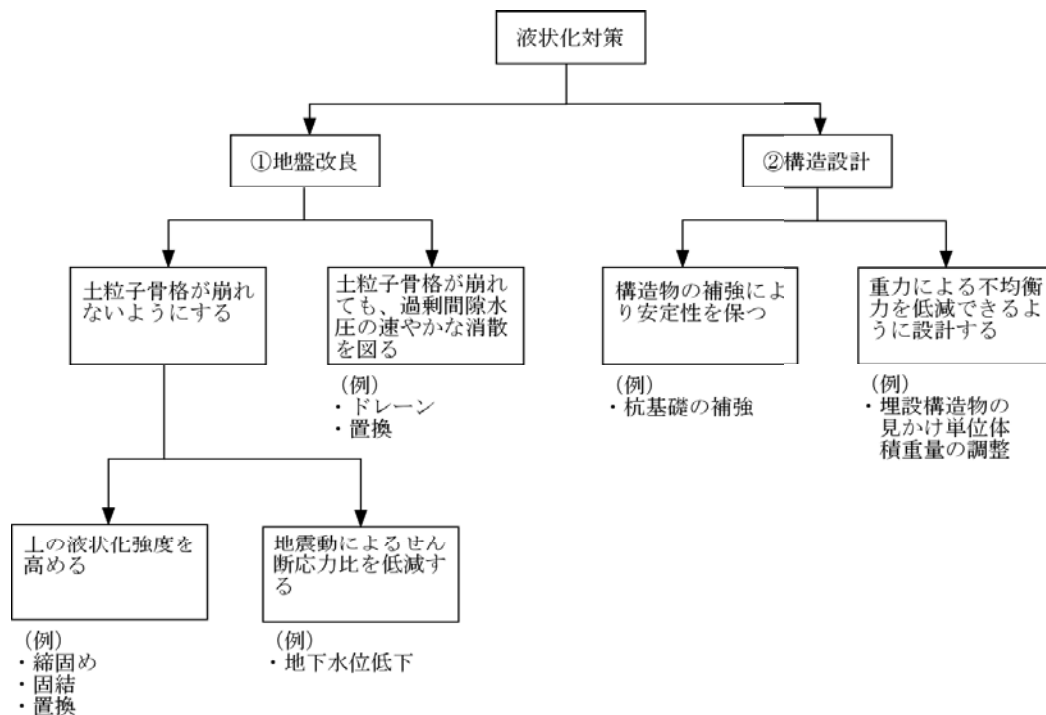 液状化対策
①地盤改良
②構造設計
土粒子骨格が崩れ
ないようにする
土粒子骨格が崩れ
ても、過剰間隙水
圧の速やかな消散
を図る
(例)
・ドレーン
・置換
構造物の補強によ
り安定性を保つ
(例)
・杭基礎の補強
重力による不均衡
力を低減できるよ
うに設計する
(例)
・埋設構造物の
見かけ単位体
積重量の調整
土の液状化強度を
高める
(例)
・締固め
・固結
・置換
地震動によるせん
断応力比を低減す
る
(例)
・地下水位低下